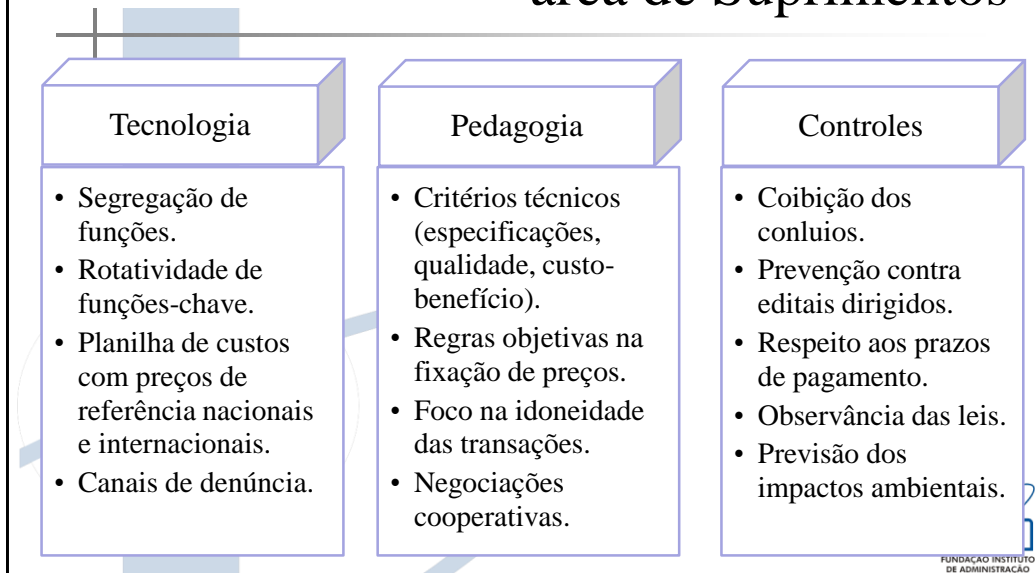 área de Suprimentos
Tecnologia
• Segregação de
funções.
• Rotatividade de
funções-chave.
• Planilha de custos
com preços de
referência nacionais
e internacionais.
• Canais de denúncia.
Pedagogia
• Critérios técnicos
(especificações,
qualidade, custo-
benefício).
• Regras objetivas na
fixação de preços.
• Foco na idoneidade
das transações.
• Negociações
cooperativas.
Controles
• Coibição dos
conluios.
• Prevenção contra
editais dirigidos.
• Respeito aos prazos
de pagamento.
• Observância das leis.
• Previsão dos
impactos ambientais.
FUNDAÇÃO INSTITUTO
DE ADMINISTRAÇÃO